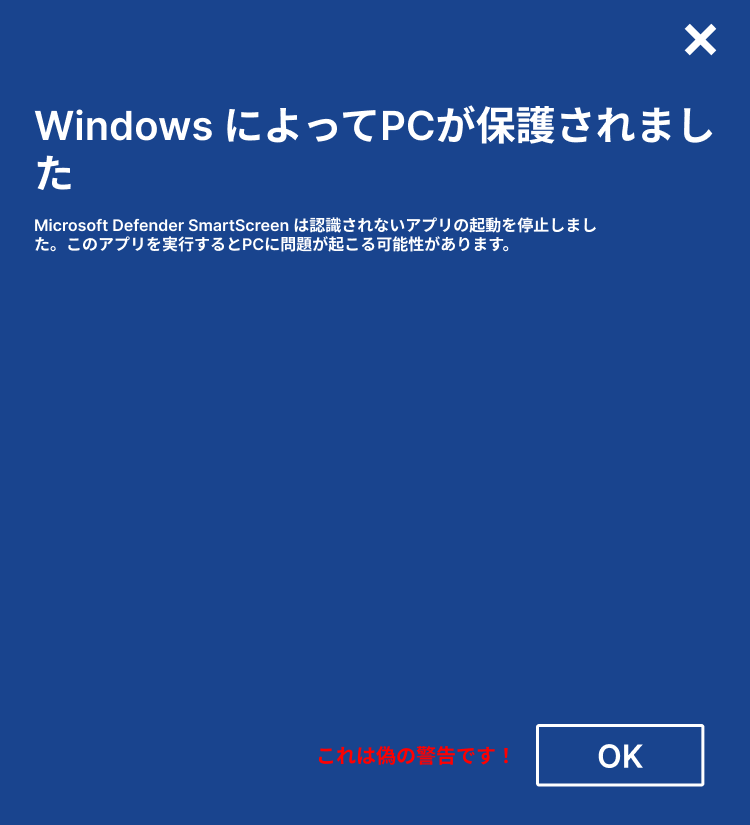 Windows によってPCが保護されまし
た
Microsoft Defender SmartScreen は認識されないアプリの起動を停止しまし
た。このアプリを実行するとPCに問題が起こる可能性があります。
これは偽の警告です！
OK